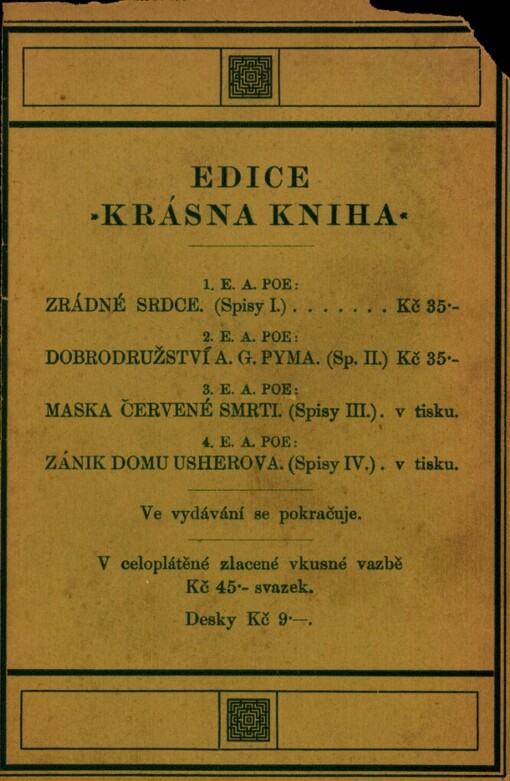 EDICE
»KRÁSNA KNIHA«
1. E. A. POE:
ZRÁDNÉ SRDCE. (Spisy I.) . . . . . . . Kč 35·-
2. E. A. POE:
DOBRODRUŽSTVÍ A. G. PYMA. (Sp. II.) Kč 35·-
3. E. A. POE:
MASKA ČERVENÉ SMRTI. (Spisy III.) . v tisku.
4. E. A. POE:
ZÁNIK DOMU USHEROVA. (Spisy IV.) . v tisku.
Ve vydávání se pokračuje.
V celoplátěné zlacené vkusné vazbě
Kč 45·- svazek.
Desky Kč 9·—.